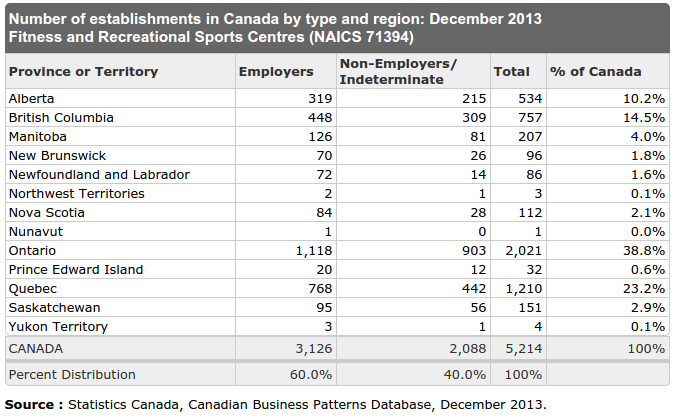 Number of establishments in Canada by type and region: December 2013
Fitness and Recreational Sports Centres (NAICS 71394)
Province or Territory Employers Non-Employers/ Indeterminate Total % of Canada
Alberta 319 215 534 10.2%
British Columbia 448 309 757 14.5%
Manitoba 126 81 207 4.0%
New Brunswick 70 26 96 1.8%
Newfoundland and Labrador 72 14 86 1.6%
Northwest Territories 2 1 3 0.1%
Nova Scotia 84 28 112 2.1%
Nunavut 1 0 1 0.0%
Ontario 1,118 903 2,021 38.8%
Prince Edward Island 20 12 32 0.6%
Quebec 768 442 1,210 23.2%
Saskatchewan 95 56 151 2.9%
Yukon Territory 3 1 4 0.1%
CANADA 3,126 2,088 5,214 100%
Percent Distribution 60.0% 40.0% 100%
Source : Statistics Canada, Canadian Business Patterns Database, December 2013.